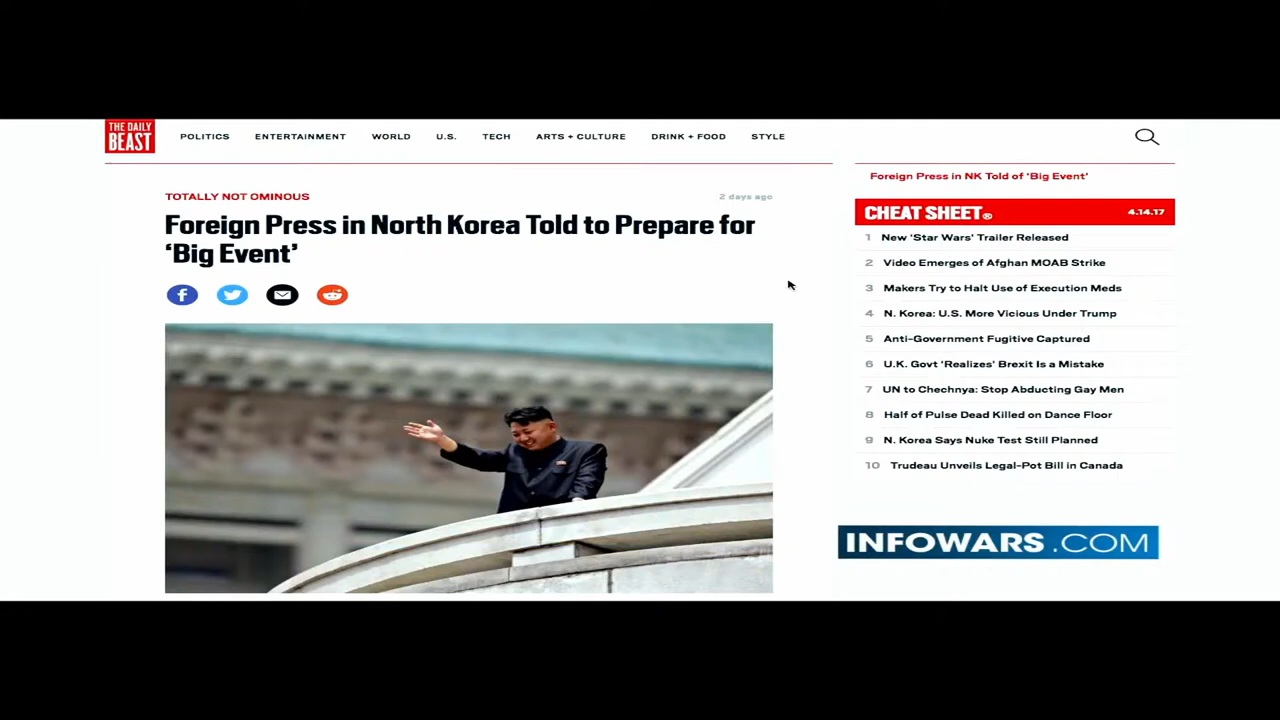 THE DAILY
BEAST
POLITICS
ENTERTAINMENT
WORLD
U.S.
TECH
ARTS + CULTURE
DRINK + FOOD
STYLE
TOTALLY NOT OMINOUS
2 days ago
Foreign Press in North Korea Told to Prepare for
‘Big Event’
Foreign Press in NK Told of ‘Big Event’
CHEAT SHEET®
4.14.17
1 New ‘Star Wars’ Trailer Released
2 Video Emerges of Afghan MOAB Strike
3 Makers Try to Halt Use of Execution Meds
4 N. Korea: U.S. More Vicious Under Trump
5 Anti-Government Fugitive Captured
6 U.K. Govt ‘Realizes’ Brexit Is a Mistake
7 UN to Chechnya: Stop Abducting Gay Men
8 Half of Pulse Dead Killed on Dance Floor
9 N. Korea Says Nuke Test Still Planned
10 Trudeau Unveils Legal-Pot Bill in Canada
INFOWARS.COM